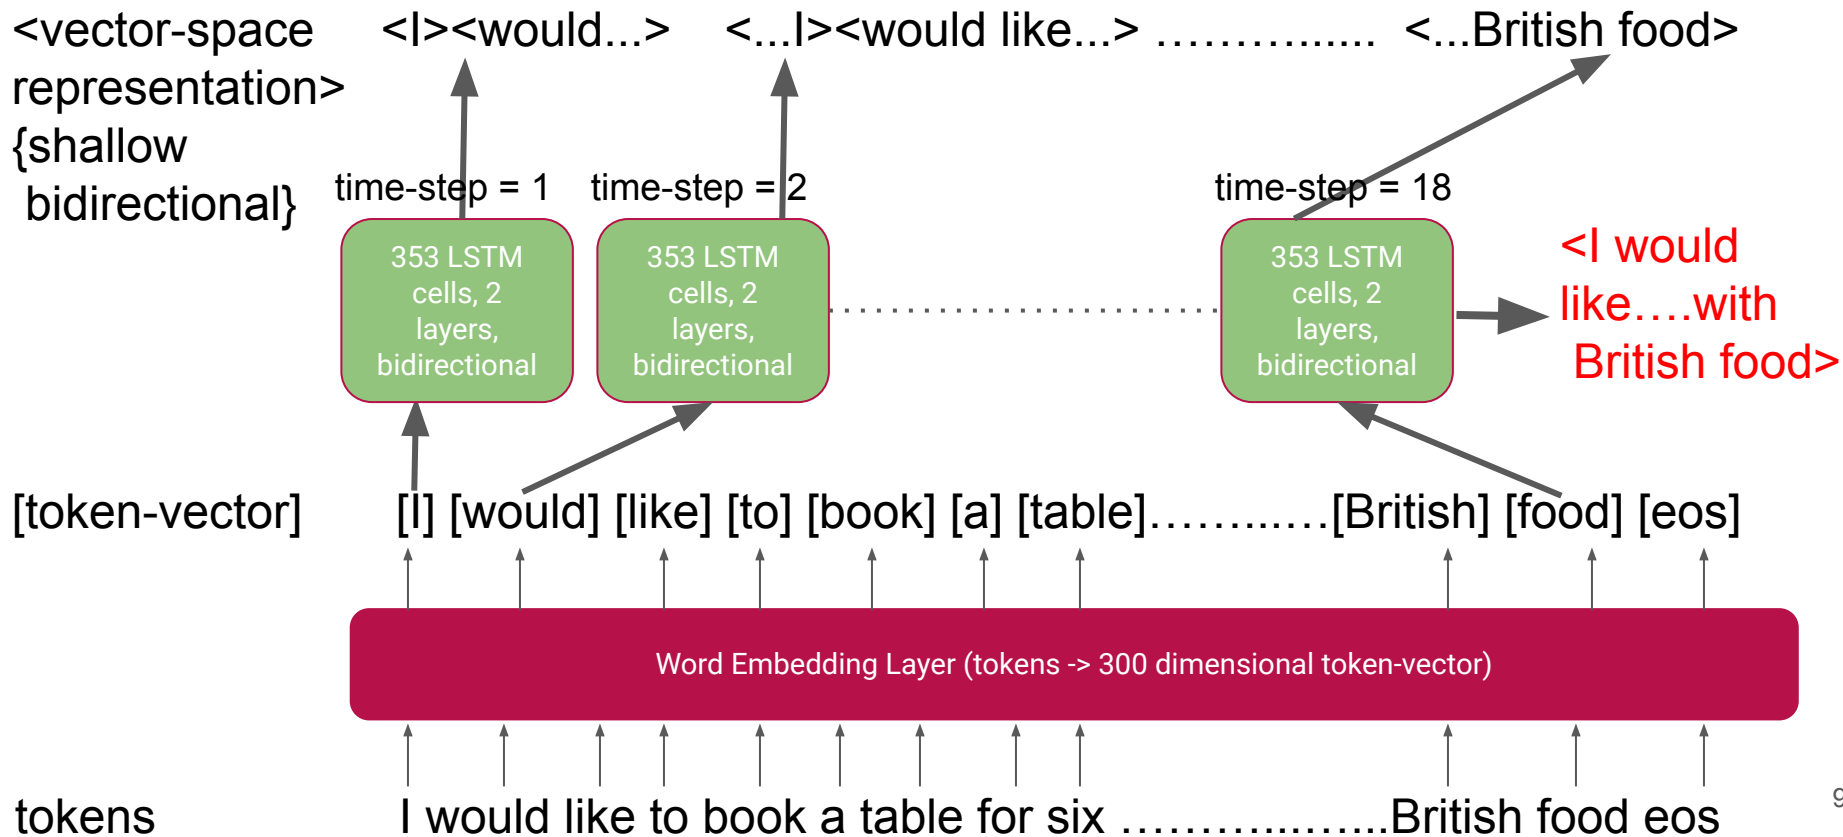 <vector-space <I><would...> <...I><would like...> ................ <...British food>
representation>
{shallow
bidirectional}
time-step = 1 time-step = 2 time-step = 18
353 LSTM
cells, 2
layers,
bidirectional
353 LSTM
cells, 2
layers,
bidirectional
353 LSTM
cells, 2
layers,
bidirectional
<I would
like….with
British food>
[token-vector] [I] [would] [like] [to] [book] [a] [table]……...…[British] [food] [eos]
Word Embedding Layer (tokens -> 300 dimensional token-vector)
tokens I would like to book a table for six ………...…...British food eos
9